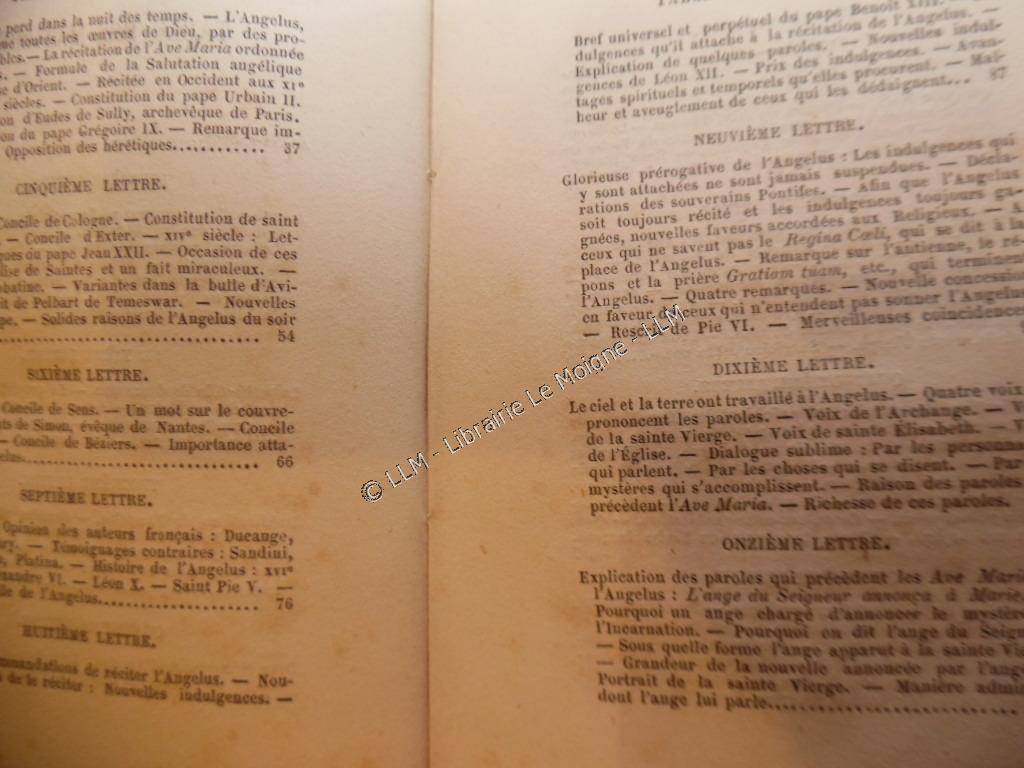 perd dans la nuit des temps. — L'Angelus,
toutes les œuvres de Dieu, par des pro-
La récitation de l'Ave Maria ordonnée
— Formule de la Salutation angélique
d'Orient. — Récitée en Occident aux XIe
siècles. — Constitution du pape Urbain II.
d'Eudes de Sully, archevêque de Paris.
du pape Grégoire IX. — Remarque im-
Opposition des hérétiques............ 37
CINQUIÈME LETTRE.
Concile de Cologne. — Constitution de saint
— Concile d'Exter. — XIVe siècle : Let-
du pape Jean XXII. — Occasion de ces
de Saintes et un fait miraculeux. —
— Variantes dans la bulle d'Avi-
de Pelbart de Temeswar. — Nouvelles
— Solides raisons de l'Angelus du soir
54
SIXIÈME LETTRE.
Concile de Sens. — Un mot sur le couvre-
de Simon, évêque de Nantes. — Concile
— Concile de Béziers. — Importance atta-
66
SEPTIÈME LETTRE.
Opinion des auteurs français : Ducange,
— Témoignages contraires : Sandini,
Platina. — Histoire de l'Angelus : XVIe
VI. — Léon X. — Saint Pie V. —
de l'Angelus........................ 76
HUITIÈME LETTRE.
de réciter l'Angelus. — Nou-
de le réciter : Nouvelles indulgences. —
Bref universel et perpétuel du pape Benoît XIII.
dulgences qu'il attache à la récitation de l'Angelus.
Explication de quelques paroles. — Nouvelles indul-
gences de Léon XII. — Prix des indulgences. — Avan-
tages spirituels et temporels qu'elles procurent. — Mal-
heur et aveuglement de ceux qui les dédaignent... 87
NEUVIÈME LETTRE.
Glorieuse prérogative de l'Angelus : Les indulgences qui
y sont attachées ne sont jamais suspendues. — Décla-
rations des souverains Pontifes. — Afin que l'Angelus
soit toujours récité et les indulgences toujours ga-
gnées, nouvelles faveurs accordées aux Religieux. — A
ceux qui ne savent pas le Regina Cœli, qui se dit à la
place de l'Angelus. — Remarque sur l'antienne, le ré-
pons et la prière Gratiam tuam, etc., qui terminent
l'Angelus. — Quatre remarques. — Nouvelle concession
en faveur de ceux qui n'entendent pas sonner l'Angelus
— Rescrit de Pie VI. — Merveilleuses coincidences
DIXIÈME LETTRE.
Le ciel et la terre ont travaillé à l'Angelus. — Quatre voix
prononcent les paroles. — Voix de l'Archange. —
de la sainte Vierge. — Voix de sainte Elisabeth. —
de l'Église. — Dialogue sublime : Par les
qui parlent. — Par les choses qui se disent. — Par
mystères qui s'accomplissent. — Raison des paroles
précèdent l'Ave Maria. — Richesse de ces paroles.
ONZIÈME LETTRE.
Explication des paroles qui précèdent les Ave
l'Angelus : L'ange du Seigneur annonça à Marie,
Pourquoi un ange chargé d'annoncer le mystère
l'Incarnation. — Pourquoi on dit l'ange du
— Sous quelle forme l'ange apparut à la sainte
— Grandeur de la nouvelle annoncée par l'ange
Portrait de la sainte Vierge. — Manière
dont l'ange lui parle..................
© LLM - Librairie Le Moigne - LLM